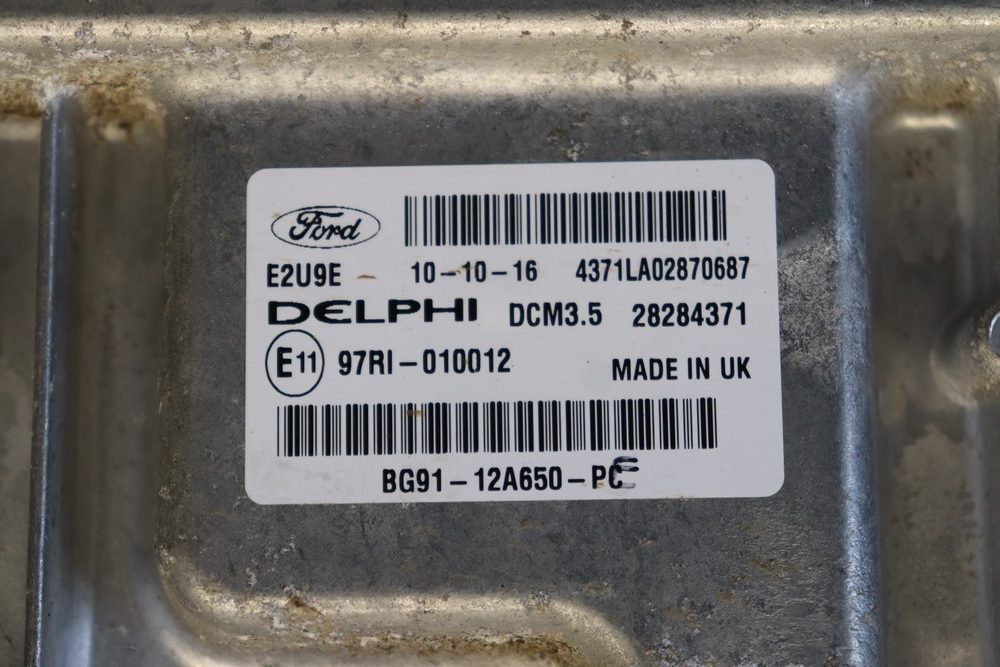 Ford
E2U9E 10-10-16 4371LA02870687
DELPHI DCM3.5 28284371
E11 97RI-010012 MADE IN UK
BG91-12A650-PC E